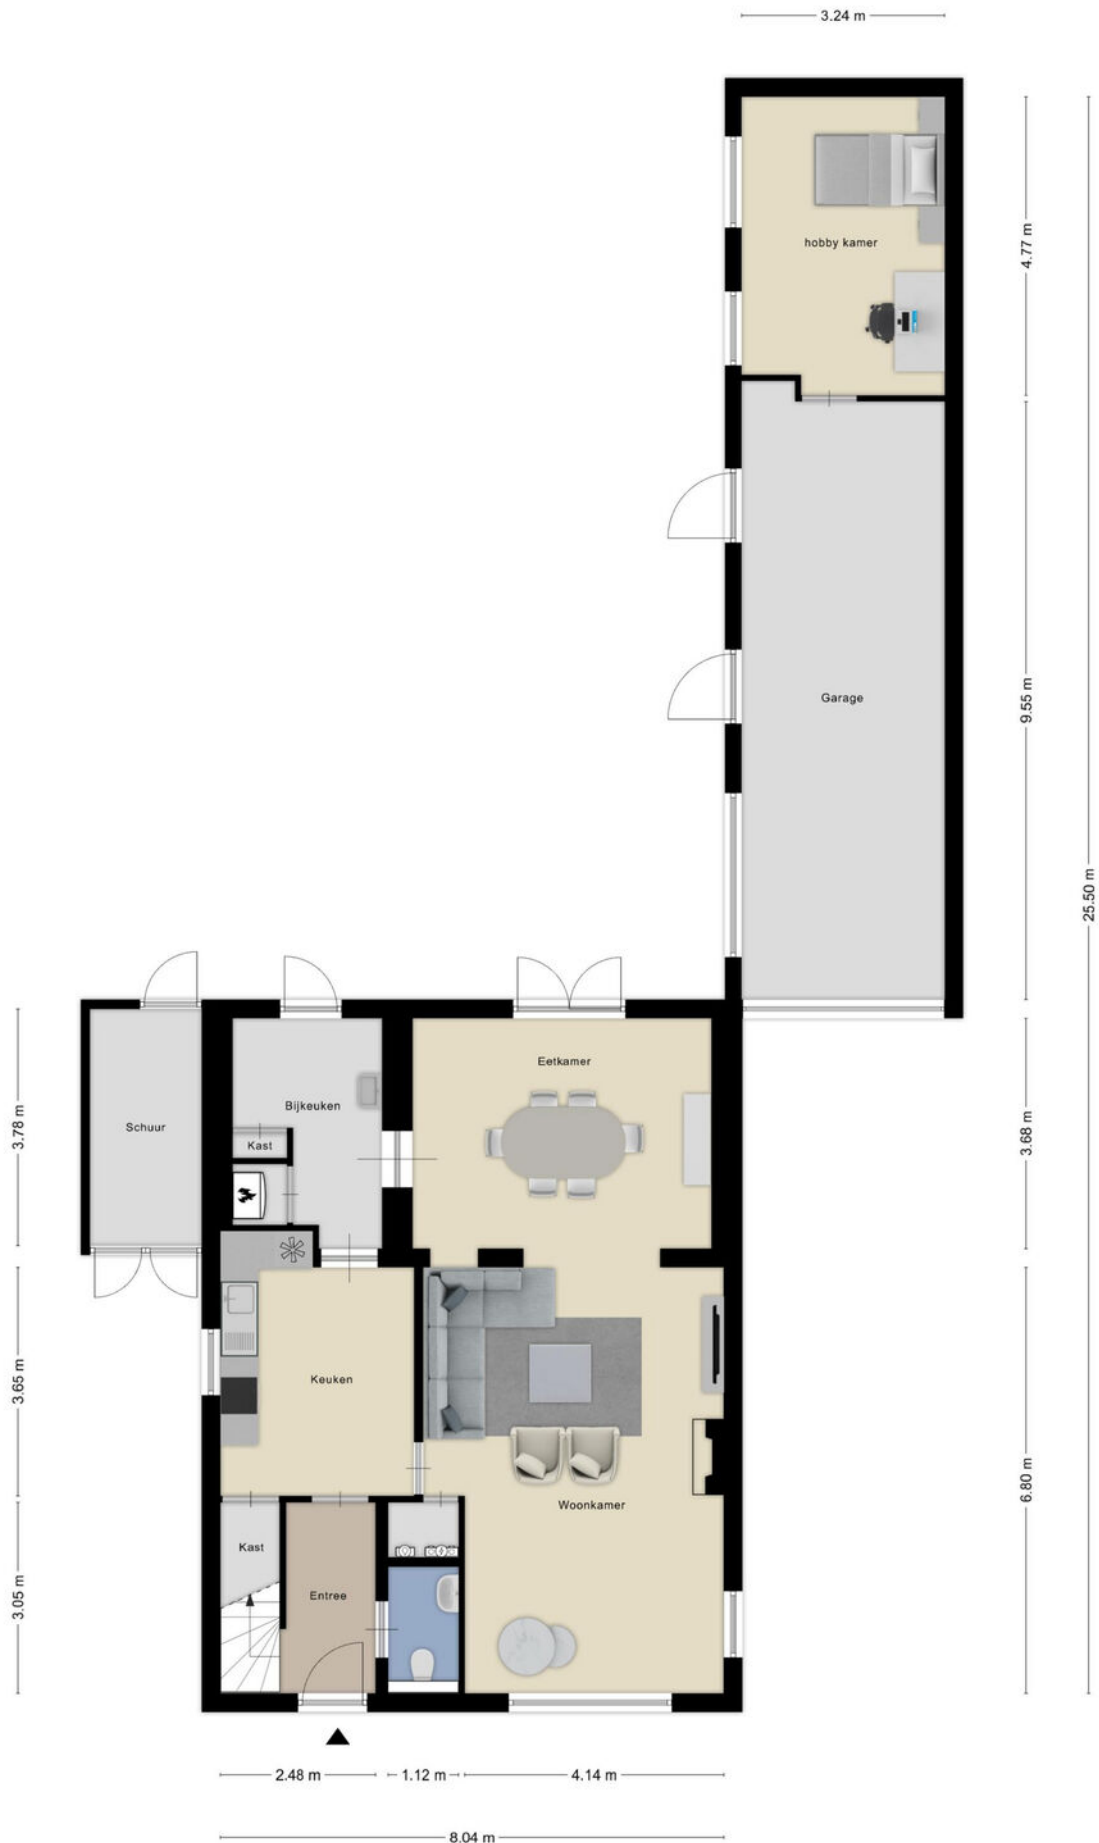 3.24 m
hobby kamer
4.77 m
Garage
9.55 m
25.50 m
Eetkamer
Bijkeuken
Schuur
Kast
3.78 m
3.68 m
Keuken
3.65 m
Woonkamer
6.80 m
Kast
Entree
3.05 m
2.48 m
1.12 m
4.14 m
8.04 m